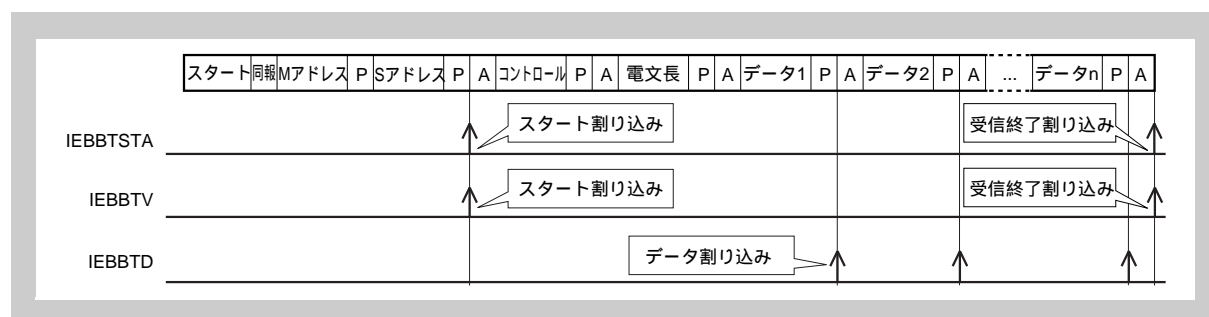 スタート 同報 Mアドレス P Sアドレス P A コントロール P A 電文長 P A データ1 P A データ2 P A ... データn P A
IEBBTSTA
スタート割り込み
受信終了割り込み
IEBBTV
スタート割り込み
受信終了割り込み
IEBBTD
データ割り込み